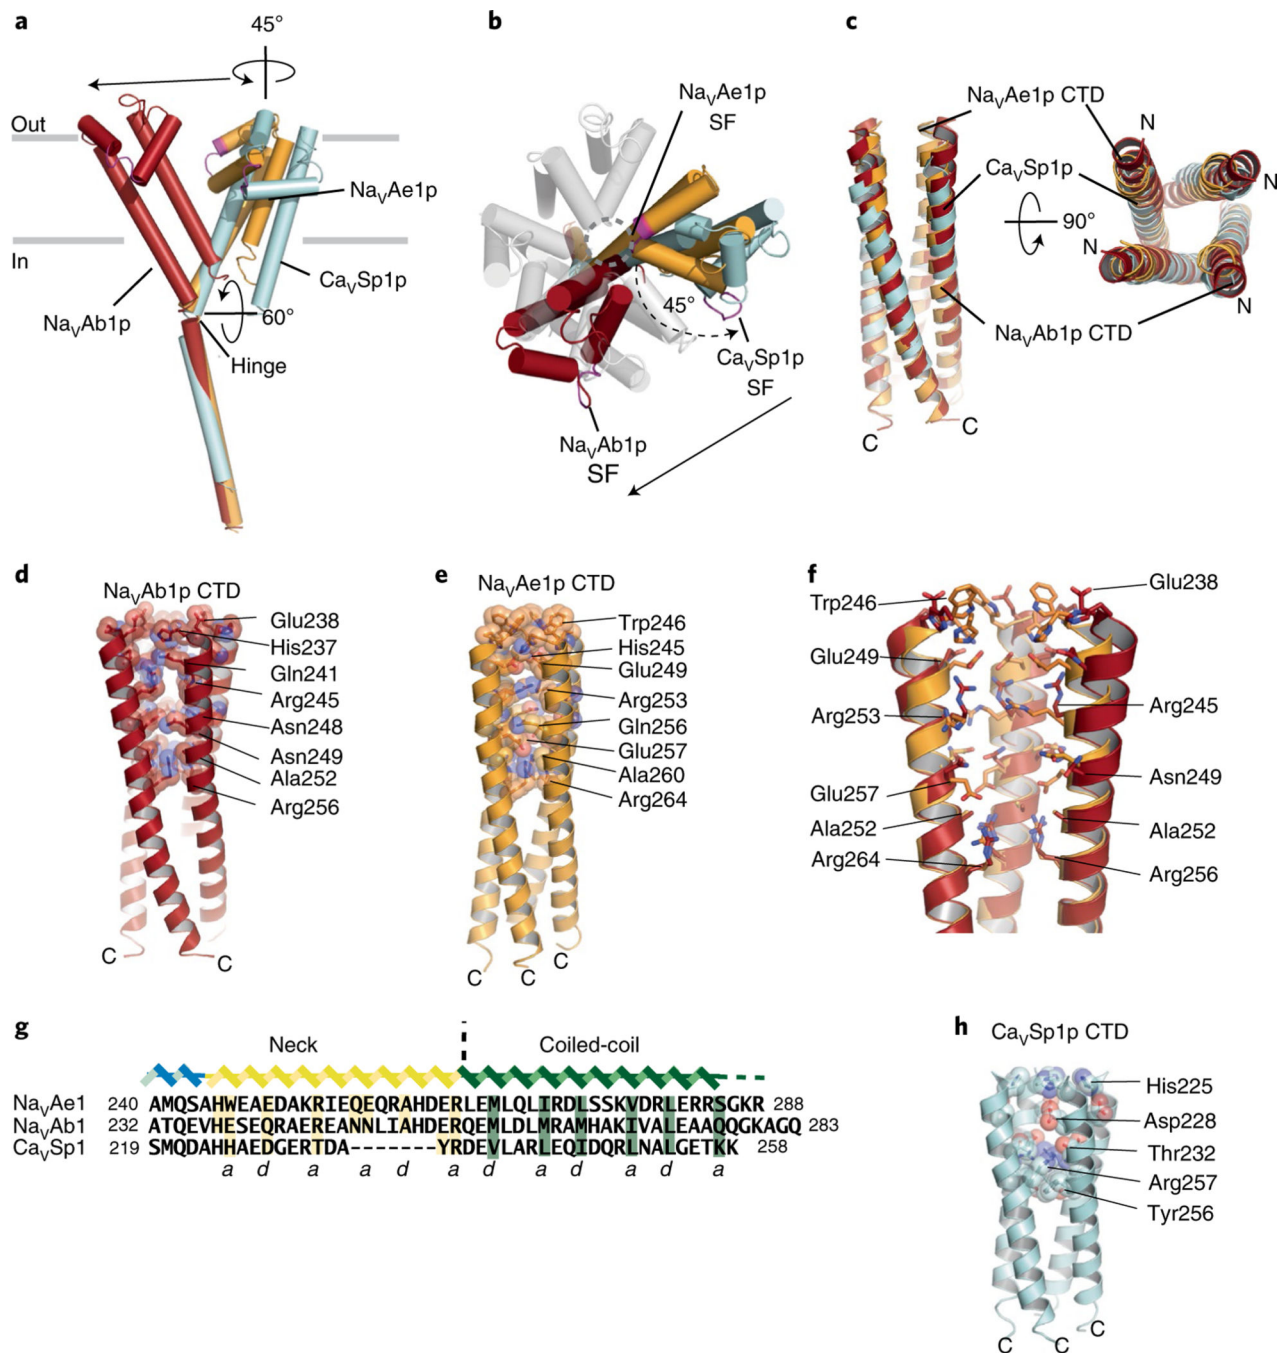 a
45°
Out
In
NaVAe1p
CaVSp1p
NaVAb1p
60°
Hinge
b
NaVAe1p
SF
45°
CaVSp1p
SF
NaVAb1p
SF
c
NaVAe1p CTD
CaVSp1p
90°
NaVAb1p CTD
N
N
N
N
C
C
d
NaVAb1p CTD
Glu238
His237
Gln241
Arg245
Asn248
Asn249
Ala252
Arg256
C
C
e
NaVAe1p CTD
Trp246
His245
Glu249
Arg253
Gln256
Glu257
Ala260
Arg264
C
C
C
f
Trp246
Glu249
Arg253
Glu257
Ala252
Arg264
Glu238
Arg245
Asn249
Ala252
Arg256
g
Neck Coiled-coil
NaVAe1 240 AMQSAHWEAEDAKRIEQEQRAHDERLEMLQLIRDLSSKVDRLERRSGKR 288
NaVAb1 232 ATQEVHESEQRAEREANNLIAHDERQEMLDLMRAMHAKIVALEAAQQGKAGQ 283
CaVSp1 219 SMQDAHHAEDGERTDA-------YRDEVLARLEQIDQRLNALGETKK 258
a d a a d a d a d a d a
h
CaVSp1p CTD
His225
Asp228
Thr232
Arg257
Tyr256
C
C
C